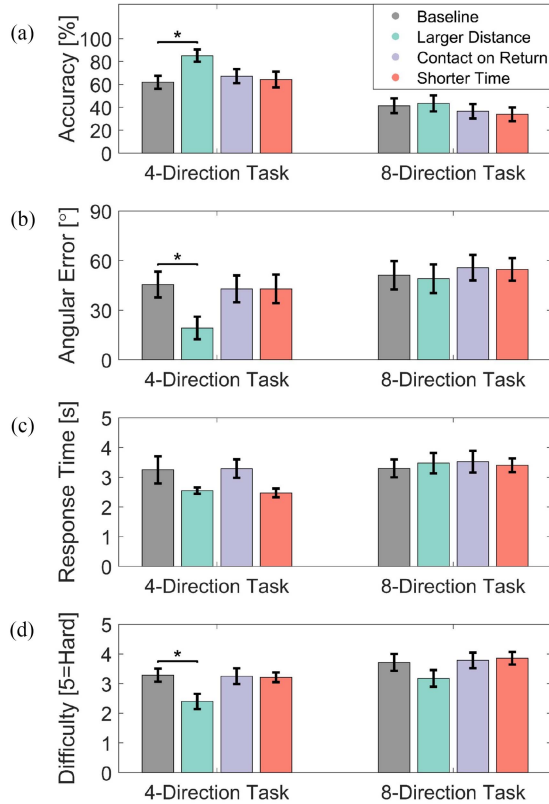 (a)
Accuracy [%]
100
80
60
40
20
0
*
Baseline
Larger Distance
Contact on Return
Shorter Time
4-Direction Task
8-Direction Task
(b)
Angular Error [°]
90
60
30
0
*
4-Direction Task
8-Direction Task
(c)
Response Time [s]
5
4
3
2
1
0
4-Direction Task
8-Direction Task
(d)
Difficulty [5=Hard]
5
4
3
2
1
0
*
4-Direction Task
8-Direction Task